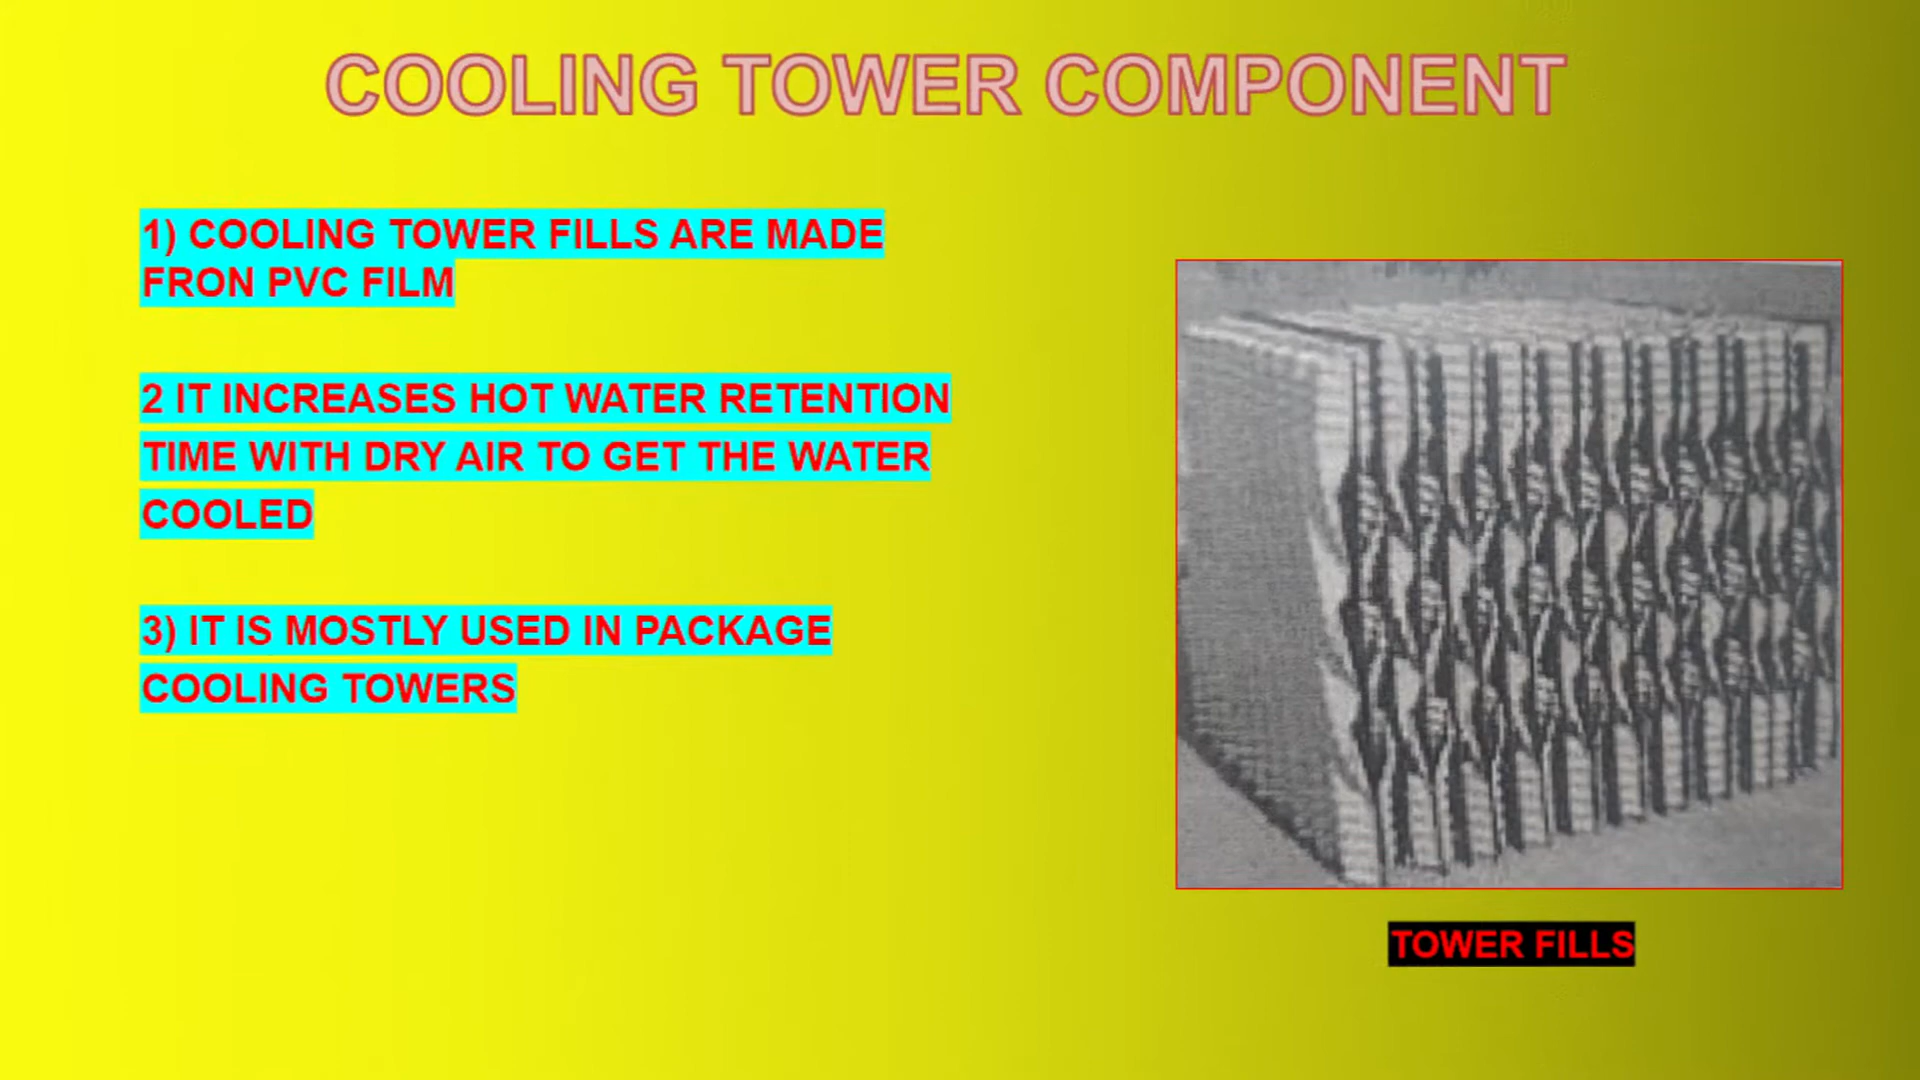 COOLING TOWER COMPONENT
1) COOLING TOWER FILLS ARE MADE
FRON PVC FILM
2 IT INCREASES HOT WATER RETENTION
TIME WITH DRY AIR TO GET THE WATER
COOLED
3) IT IS MOSTLY USED IN PACKAGE
COOLING TOWERS
TOWER FILLS